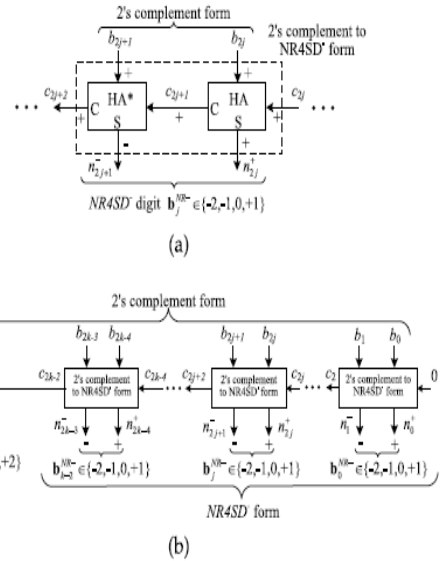 2's complement form
b2j+1 b2j
2's complement to
NR4SD- form
+ +
c2j+2 HA* c2j+1 HA c2j
... C C ...
+ S + S +
- +
n-2j+1 n+2j
NR4SD- digit bjNR- ∈{-2,-1,0,+1}
(a)
2's complement form
b2k-3 b2k-4 b2j+1 b2j b1 b0
c2k-2 c2k-4 ... c2j+2 c2j ... c2 0
2's complement to NR4SD- form
2's complement to NR4SD- form
2's complement to NR4SD- form
n-2k-3 n+2k-4 n-2j+1 n+2j n-1 n+0
- + - + - +
,+2} bk-2NR- ∈{-2,-1,0,+1} bjNR- ∈{-2,-1,0,+1} b0NR- ∈{-2,-1,0,+1}
NR4SD- form
(b)